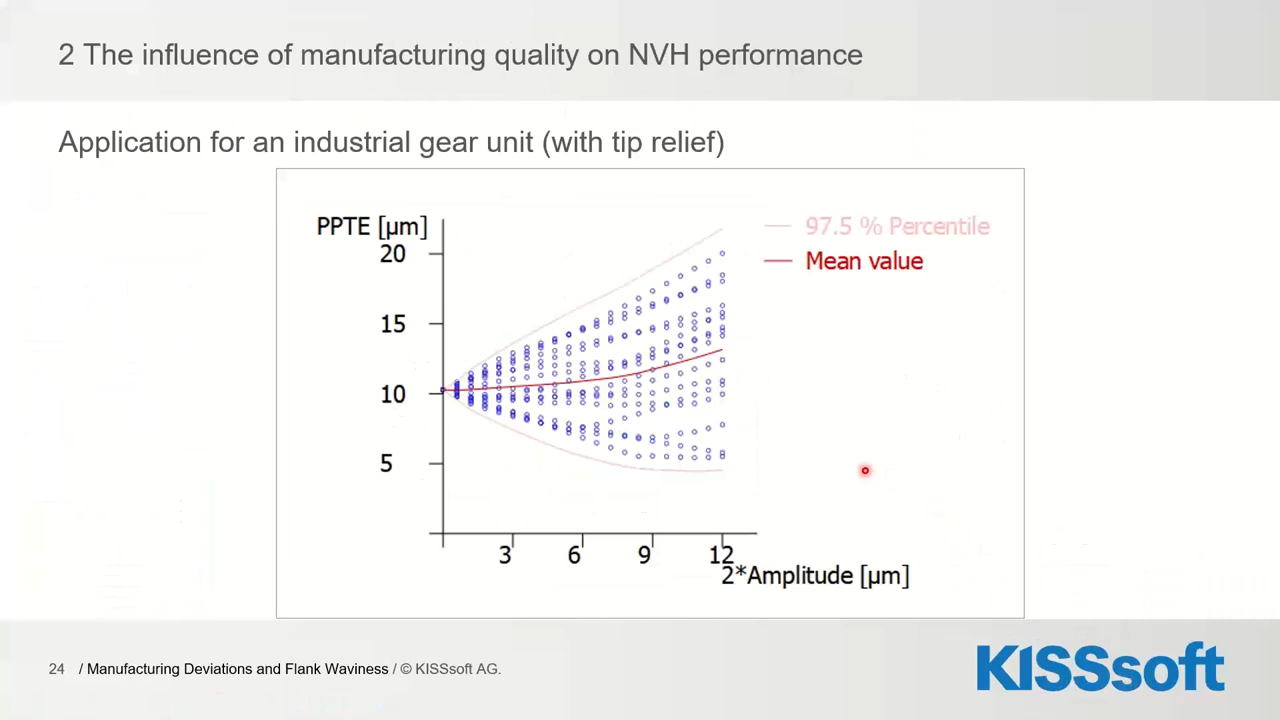 2 The influence of manufacturing quality on NVH performance
Application for an industrial gear unit (with tip relief)
PPTE [µm]
97.5 % Percentile
Mean value
20
15
10
5
3 6 9 12
2*Amplitude [µm]
24 / Manufacturing Deviations and Flank Waviness / © KISSsoft AG.
KISSsoft